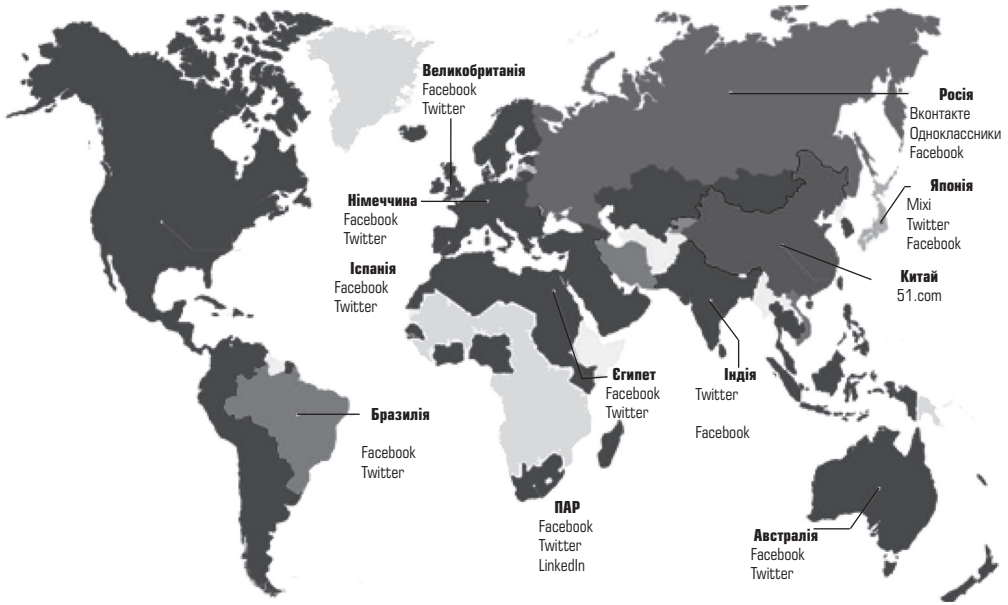 Великобританія
Facebook
Twitter
Росія
Вконтакте
Одноклассники
Facebook
Німеччина
Facebook
Twitter
Японія
Mixi
Twitter
Facebook
Іспанія
Facebook
Twitter
Китай
51.com
Єгипет
Facebook
Twitter
Індія
Twitter
Facebook
Бразилія
Facebook
Twitter
ПАР
Facebook
Twitter
LinkedIn
Австралія
Facebook
Twitter